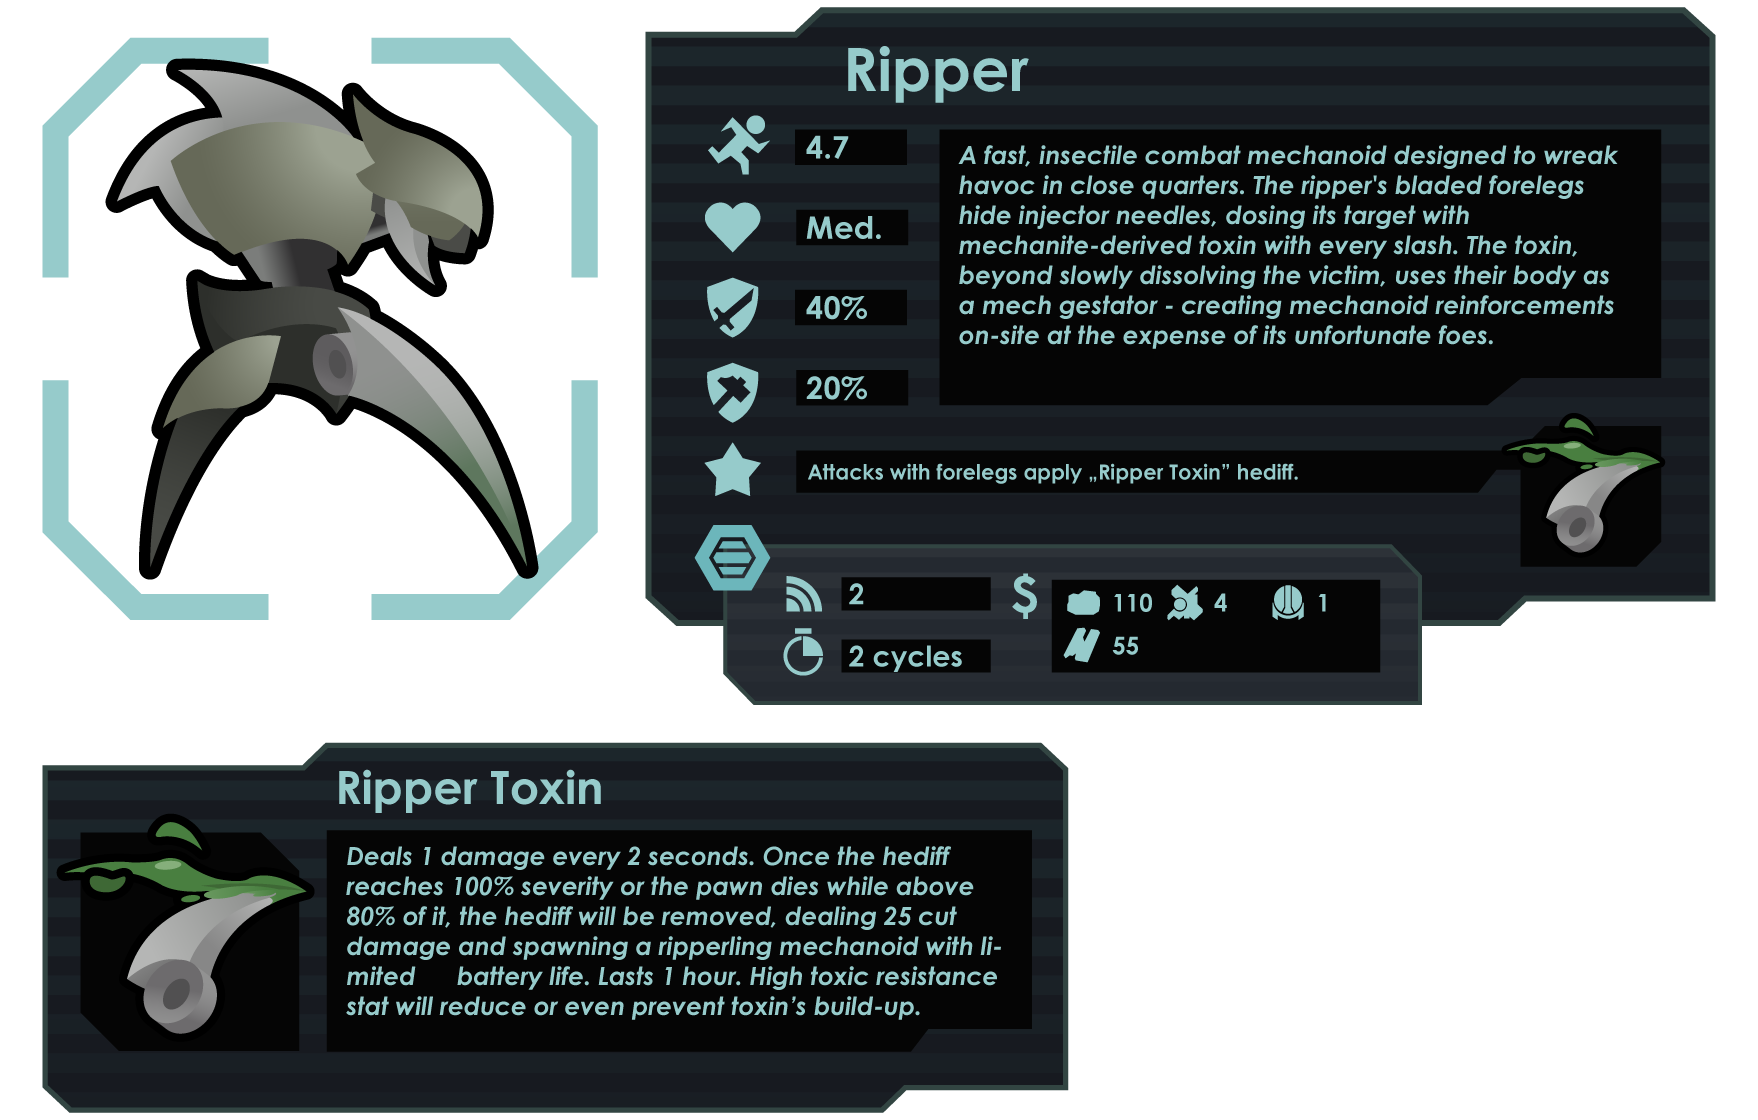 Ripper
4.7
A fast, insectile combat mechanoid designed to wreak
havoc in close quarters. The ripper's bladed forelegs
hide injector needles, dosing its target with
mechanite-derived toxin with every slash. The toxin,
beyond slowly dissolving the victim, uses their body as
a mech gestator - creating mechanoid reinforcements
on-site at the expense of its unfortunate foes.
Med.
40%
20%
Attacks with forelegs apply „Ripper Toxin” hediff.
2
$
110
4
1
55
2 cycles
Ripper Toxin
Deals 1 damage every 2 seconds. Once the hediff
reaches 100% severity or the pawn dies while above
80% of it, the hediff will be removed, dealing 25 cut
damage and spawning a ripperling mechanoid with li-
mited battery life. Lasts 1 hour. High toxic resistance
stat will reduce or even prevent toxin’s build-up.